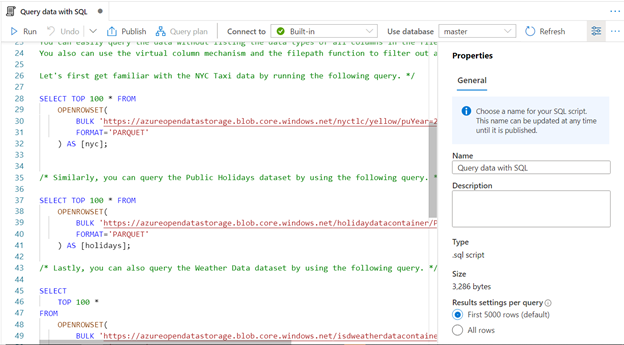 Query data with SQL
Run Undo Publish Query plan Connect to Built-in Use database master Refresh
23 You can easily query the data without listing the data types of all columns in the file
24 You also can use the virtual column mechanism and the filepath function to filter out a
25
26 Let's first get familiar with the NYC Taxi data by running the following query. */
27
28 SELECT TOP 100 * FROM
29 OPENROWSET(
30 BULK 'https://azureopendatastorage.blob.core.windows.net/nyctlc/yellow/puYear=2
31 FORMAT='PARQUET'
32 ) AS [nyc];
33
34
35 /* Similarly, you can query the Public Holidays dataset by using the following query. *
36
37 SELECT TOP 100 * FROM
38 OPENROWSET(
39 BULK 'https://azureopendatastorage.blob.core.windows.net/holidaydatacontainer/P
40 FORMAT='PARQUET'
41 ) AS [holidays];
42
43 /* Lastly, you can also query the Weather Data dataset by using the following query. */
44
45 SELECT
46 TOP 100 *
47 FROM
48 OPENROWSET(
49 BULK 'https://azureopendatastorage.blob.core.windows.net/isdweatherdatacontaine
Properties
General
Choose a name for your SQL script.
This name can be updated at any time
until it is published.
Name
Query data with SQL
Description
Type
.sql script
Size
3,286 bytes
Results settings per query
First 5000 rows (default)
All rows